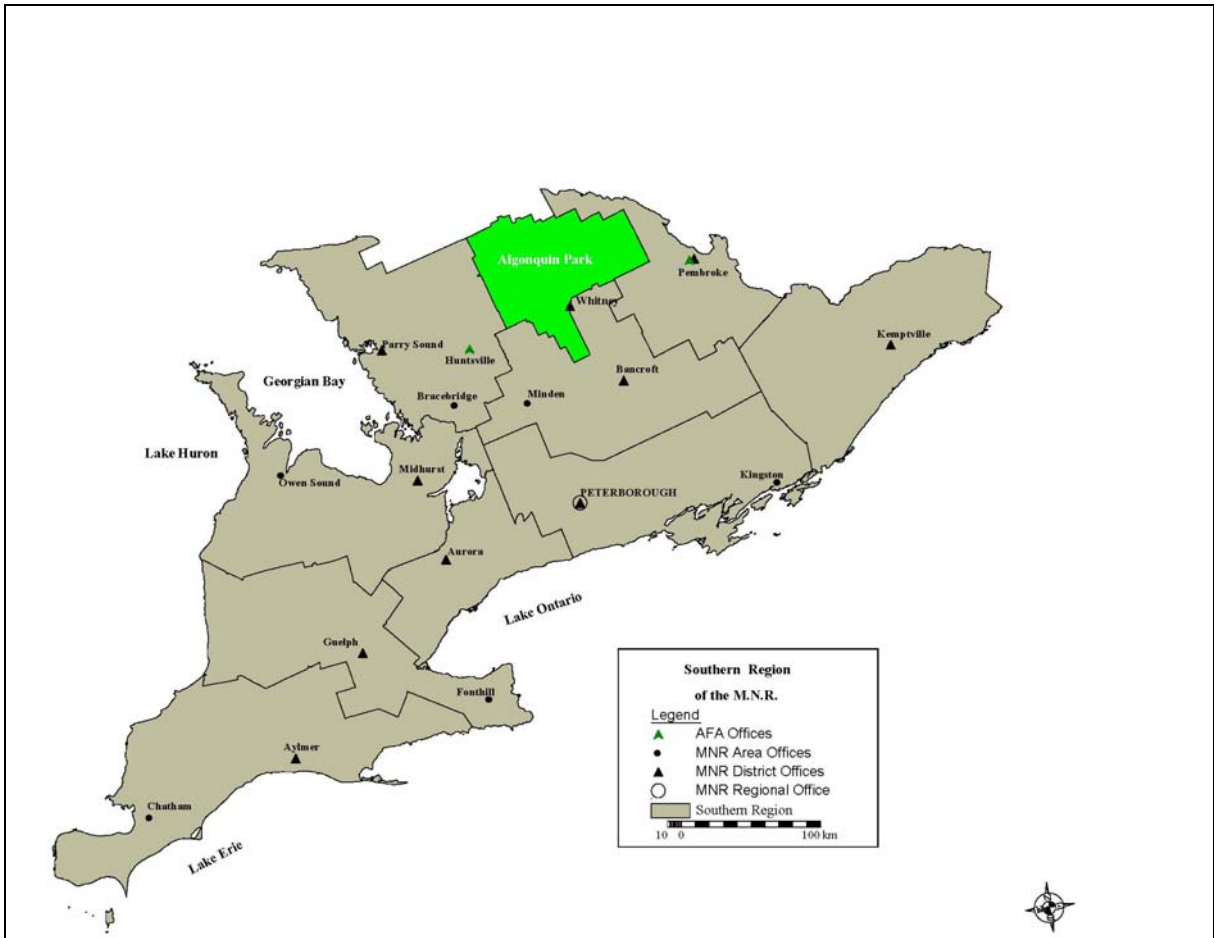 Algonquin Park
Pembroke
Whitney
Kemptville
Parry Sound
Huntsville
Georgian Bay
Bancroft
Bracebridge
Minden
Lake Huron
Midhurst
Kingston
Owen Sound
PETERBOROUGH
Aurora
Lake Ontario
Guelph
Fonthill
Aylmer
Chatham
Lake Erie
Southern Region
of the M.N.R.
Legend
AFA Offices
MNR Area Offices
MNR District Offices
MNR Regional Office
Southern Region
10 0 100 km